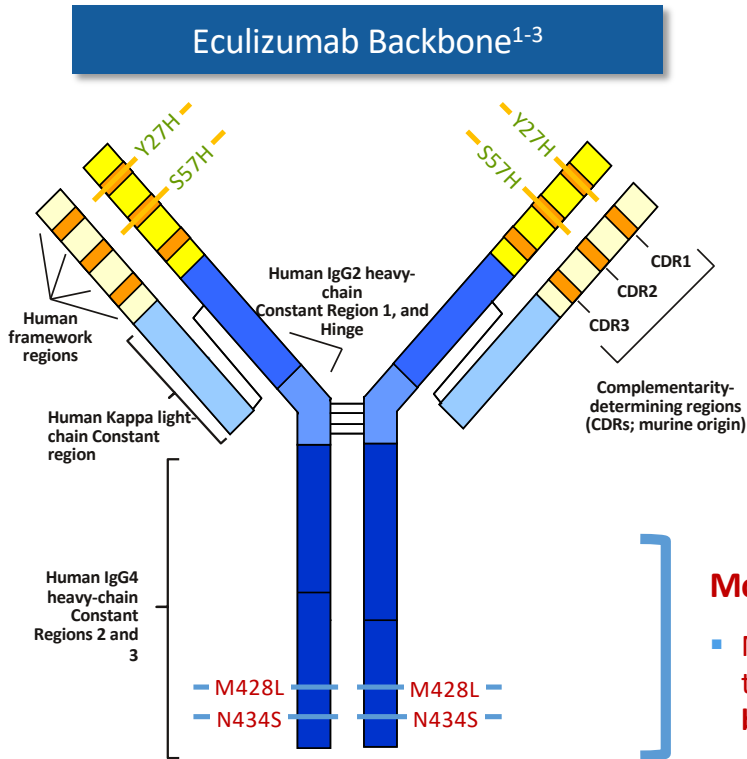 Eculizumab Backbone¹⁻³
Y27H
S57H
Y27H
S57H
Human IgG2 heavy-
chain
Constant Region 1, and
Hinge
CDR1
CDR2
CDR3
Human
framework
regions
Human Kappa light-
chain Constant
region
Complementarity-
determining regions
(CDRs; murine origin)
Human IgG4
heavy-chain
Constant
Regions 2 and
3
M428L
M428L
N434S
N434S